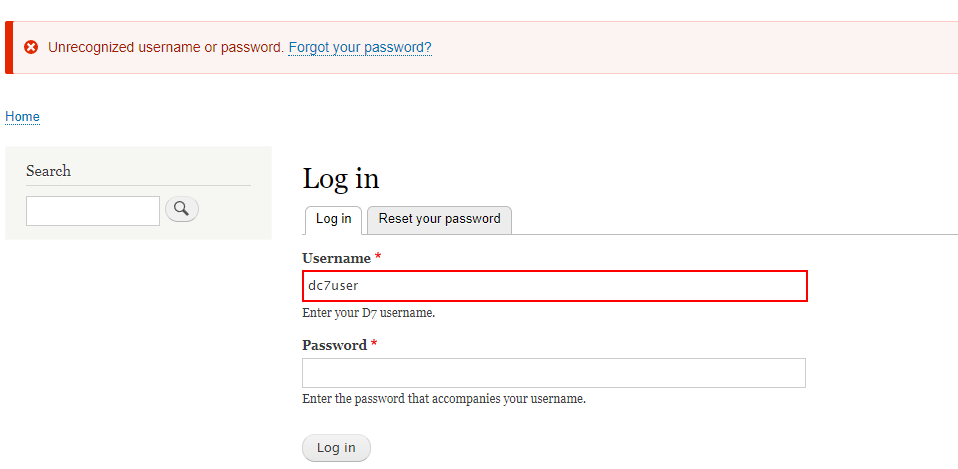 Unrecognized username or password. Forgot your password?
Home
Search
Log in
Log in Reset your password
Username *
dc7user
Enter your D7 username.
Password *
Enter the password that accompanies your username.
Log in